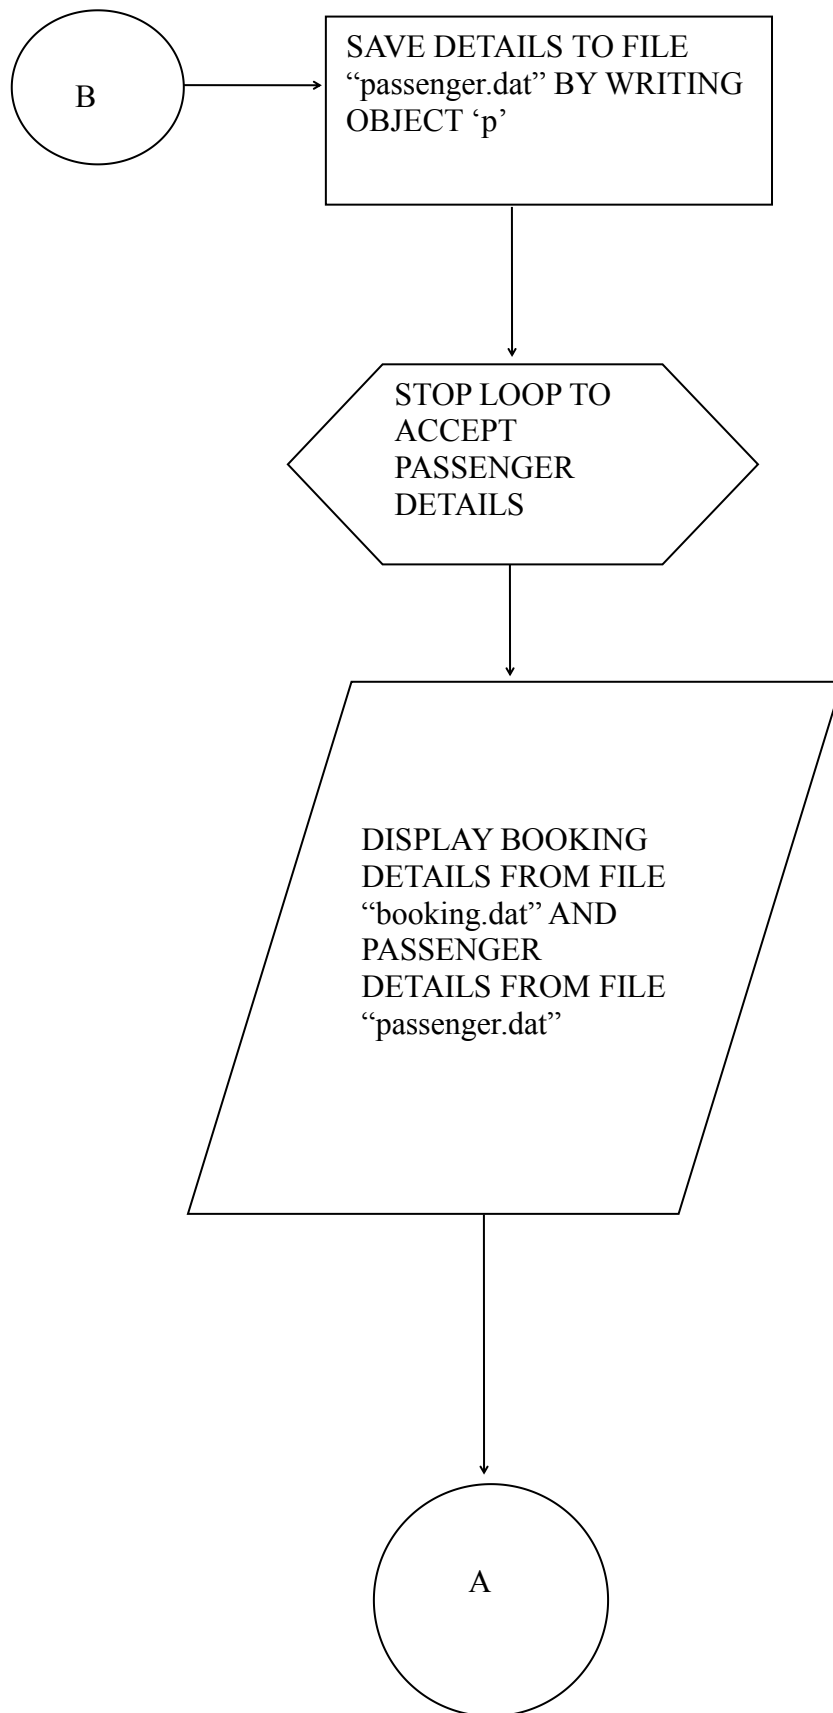 B
SAVE DETAILS TO FILE
“passenger.dat” BY WRITING
OBJECT ‘p’
STOP LOOP TO
ACCEPT
PASSENGER
DETAILS
DISPLAY BOOKING
DETAILS FROM FILE
“booking.dat” AND
PASSENGER
DETAILS FROM FILE
“passenger.dat”
A